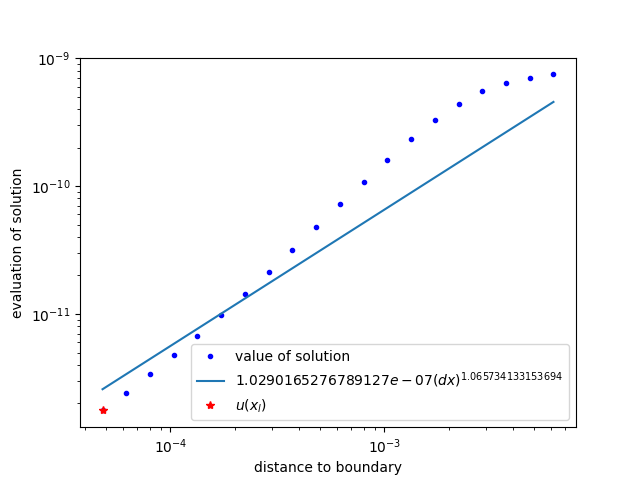 10⁻⁹
10⁻¹⁰
10⁻¹¹
evaluation of solution
value of solution
1.0290165276789127e − 07(dx)^1.065734133153694
u(x_l)
10⁻⁴
10⁻³
distance to boundary